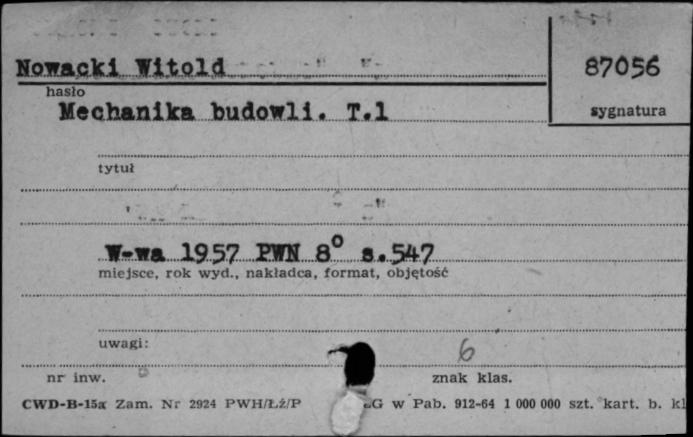 Nowacki Witold
87056
hasło
Mechanika budowli. T.1
sygnatura
tytuł
W-wa 1957 PWN 8° s.547
miejsce, rok wyd., nakładca, format, objętość
uwagi:
6
nr inw.
znak klas.
CWD-B-15a Zam. Nr 2924 PWH/Łż/P G w Pab. 912-64 1 000 000 szt. kart. b. kl